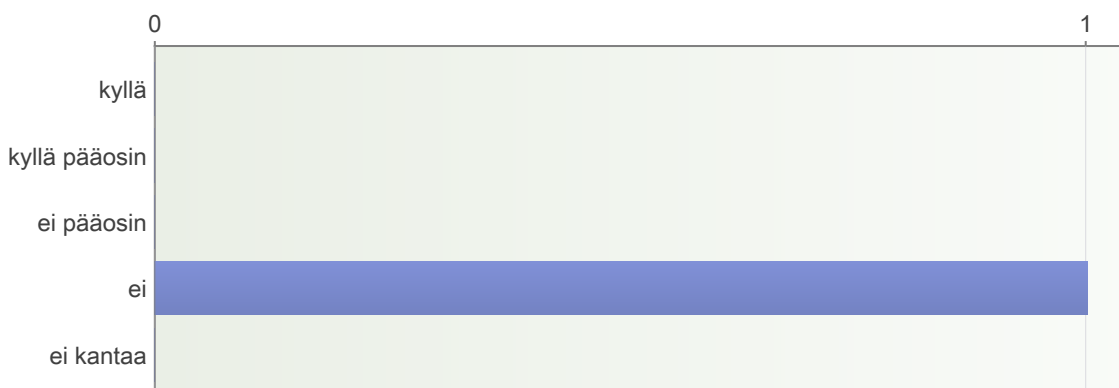 0 1
kyllä
kyllä pääosin
ei pääosin
ei
ei kantaa